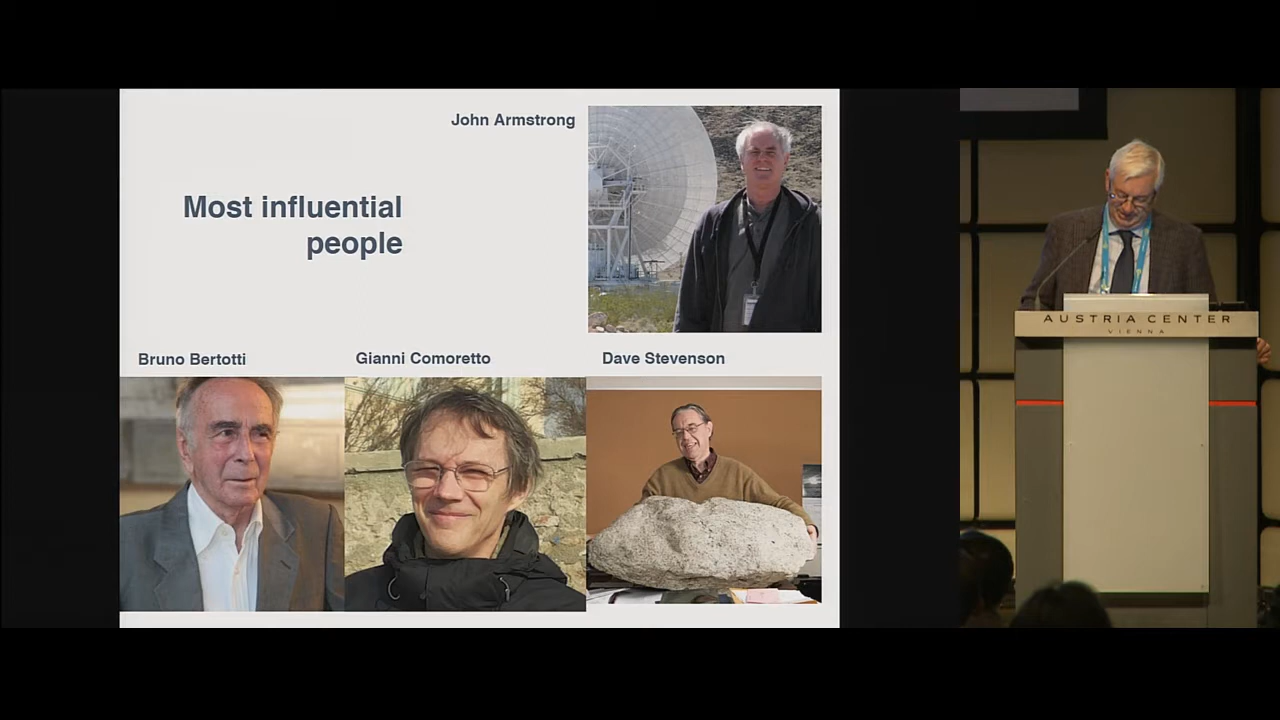 John Armstrong
Most influential
people
Bruno Bertotti
Gianni Comoretto
Dave Stevenson
AUSTRIA CENTER
VIENNA